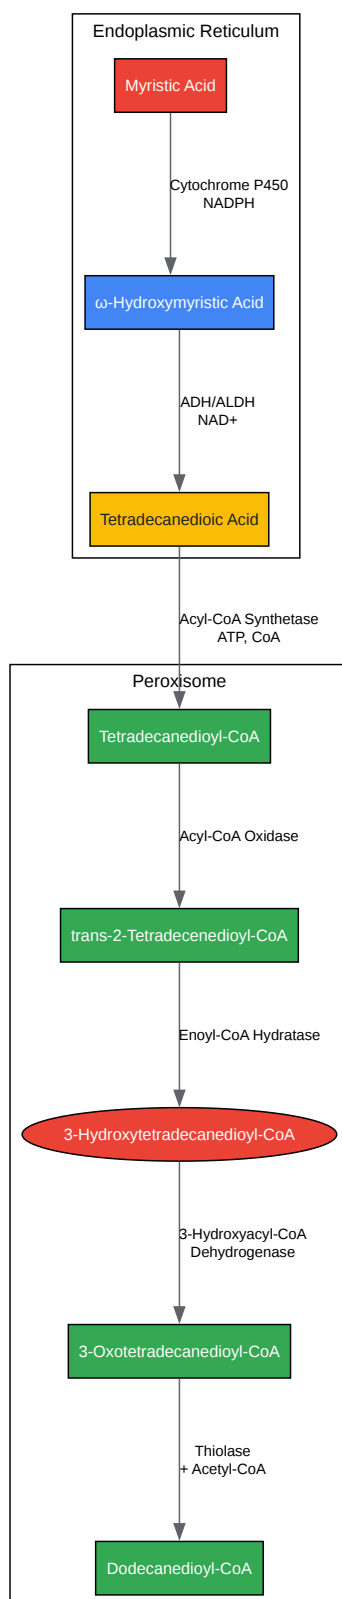 Endoplasmic Reticulum
Myristic Acid
Cytochrome P450
NADPH
ω-Hydroxymyristic Acid
ADH/ALDH
NAD+
Tetradecanedioic Acid
Acyl-CoA Synthetase
ATP, CoA
Peroxisome
Tetradecanedioyl-CoA
Acyl-CoA Oxidase
trans-2-Tetradecenedioyl-CoA
Enoyl-CoA Hydratase
3-Hydroxytetradecanedioyl-CoA
3-Hydroxyacyl-CoA
Dehydrogenase
3-Oxotetradecanedioyl-CoA
Thiolase
+ Acetyl-CoA
Dodecanedioyl-CoA